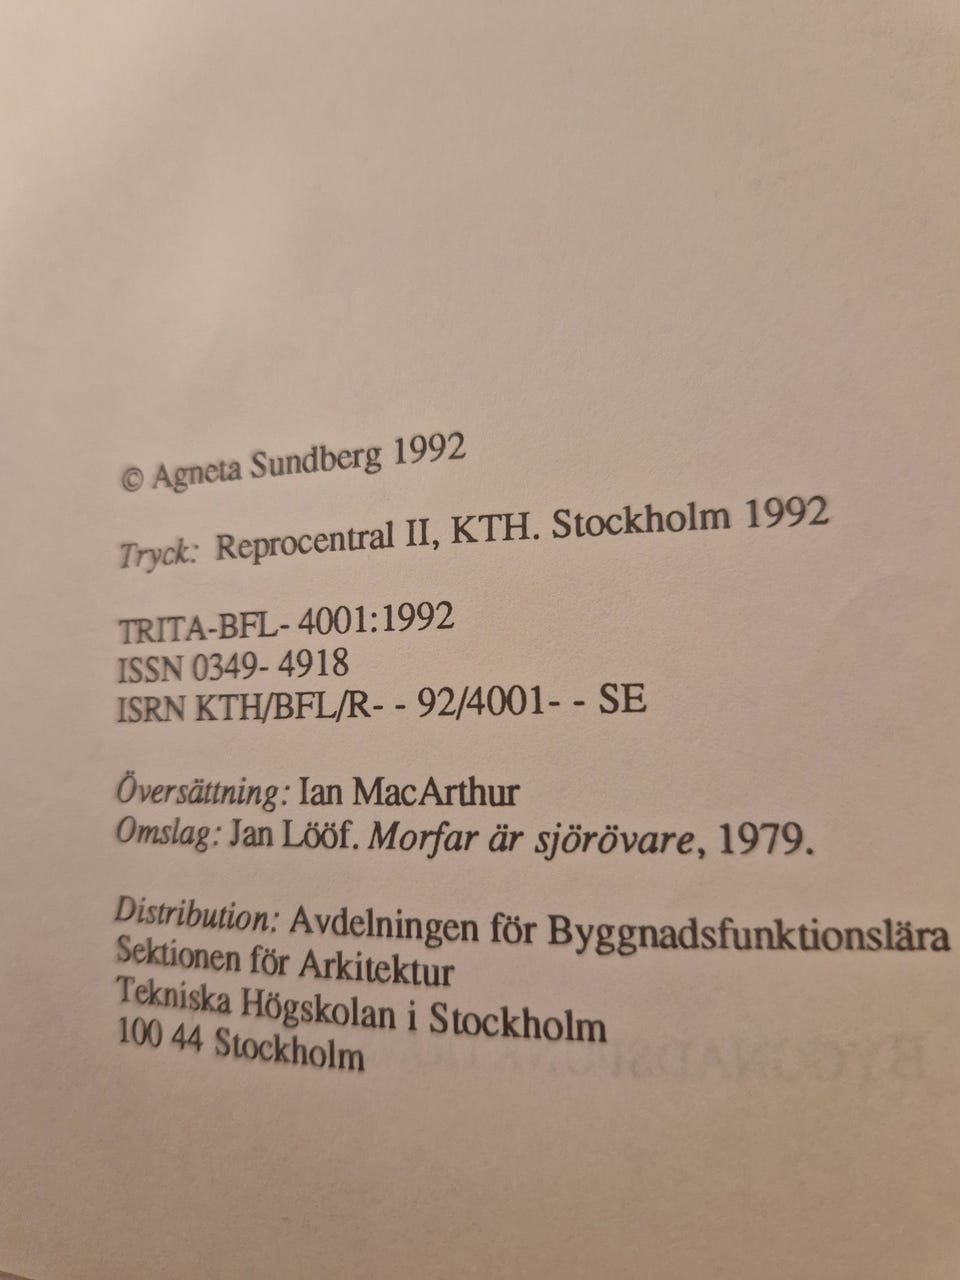 © Agneta Sundberg 1992
Tryck: Reprocentral II, KTH. Stockholm 1992
TRITA-BFL- 4001:1992
ISSN 0349- 4918
ISRN KTH/BFL/R- - 92/4001- - SE
Översättning: Ian MacArthur
Omslag: Jan Lööf. Morfar är sjörövare, 1979.
Distribution: Avdelningen för Byggnadsfunktionslära
Sektionen för Arkitektur
Tekniska Högskolan i Stockholm
100 44 Stockholm